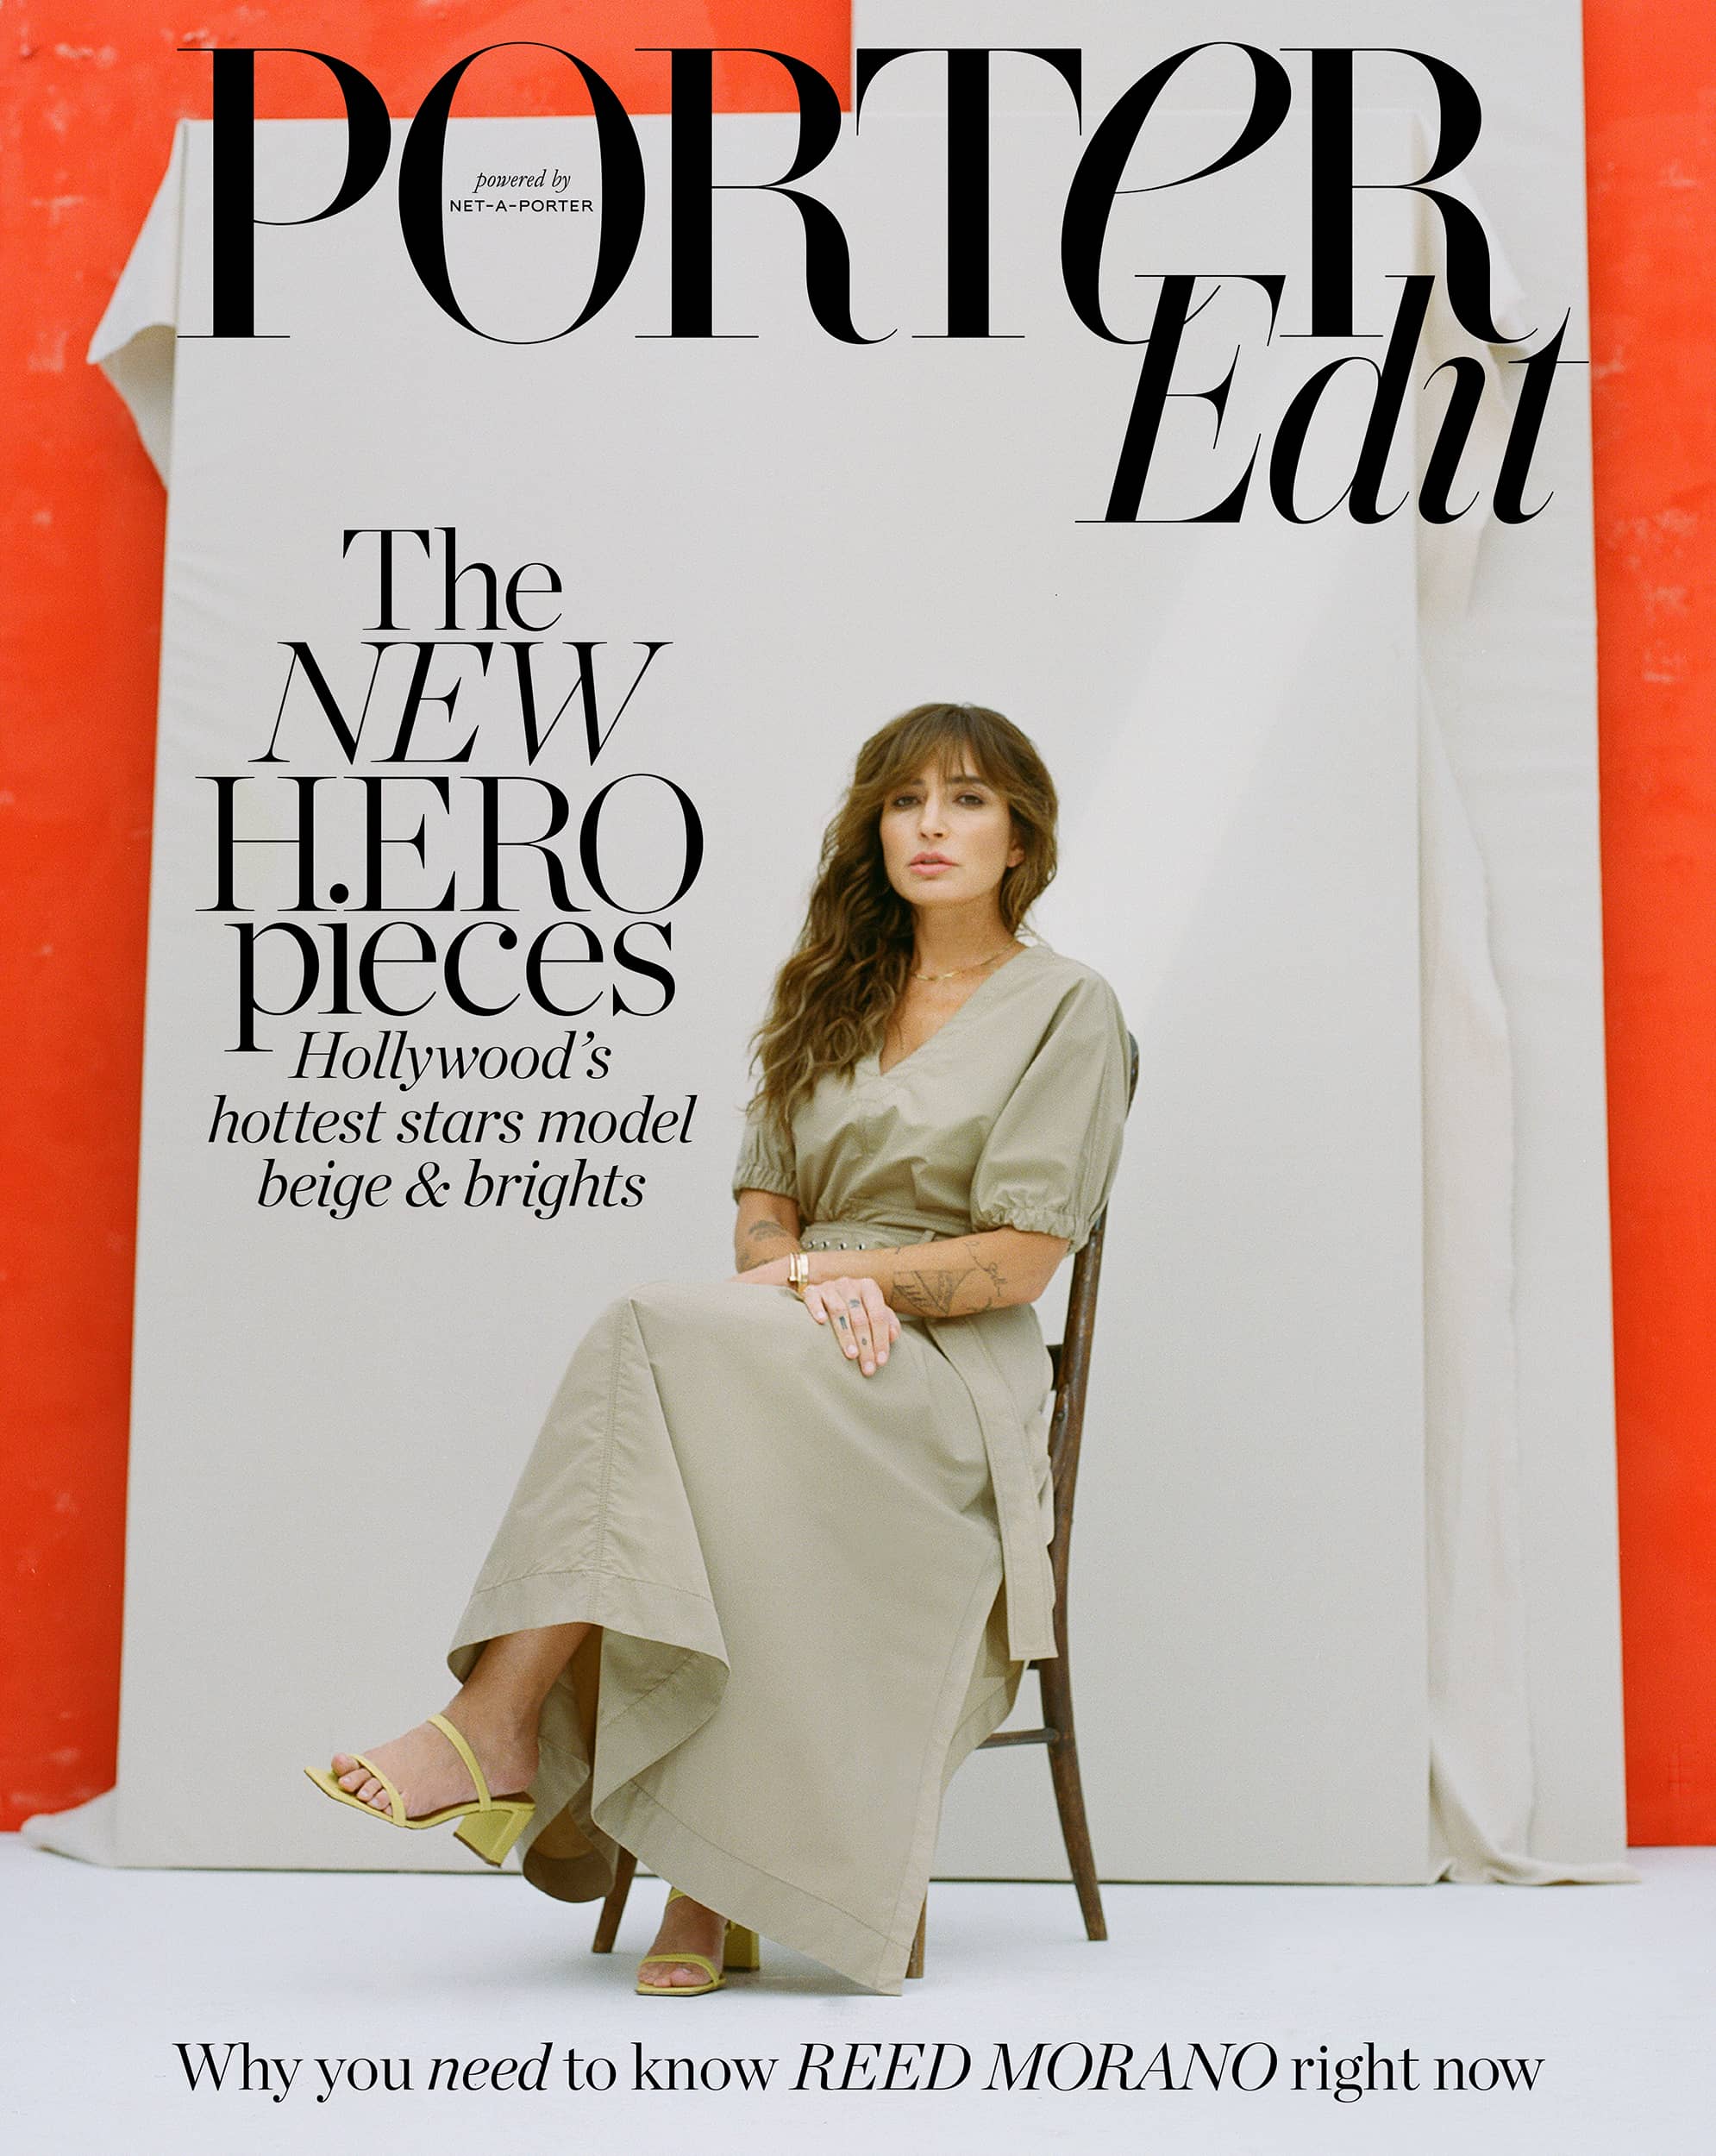 PORTeR
powered by
NET-A-PORTER
Edit
The
NEW
HERO
pieces
Hollywood's
hottest stars model
beige & brights
Why you need to know REED MORANO right now